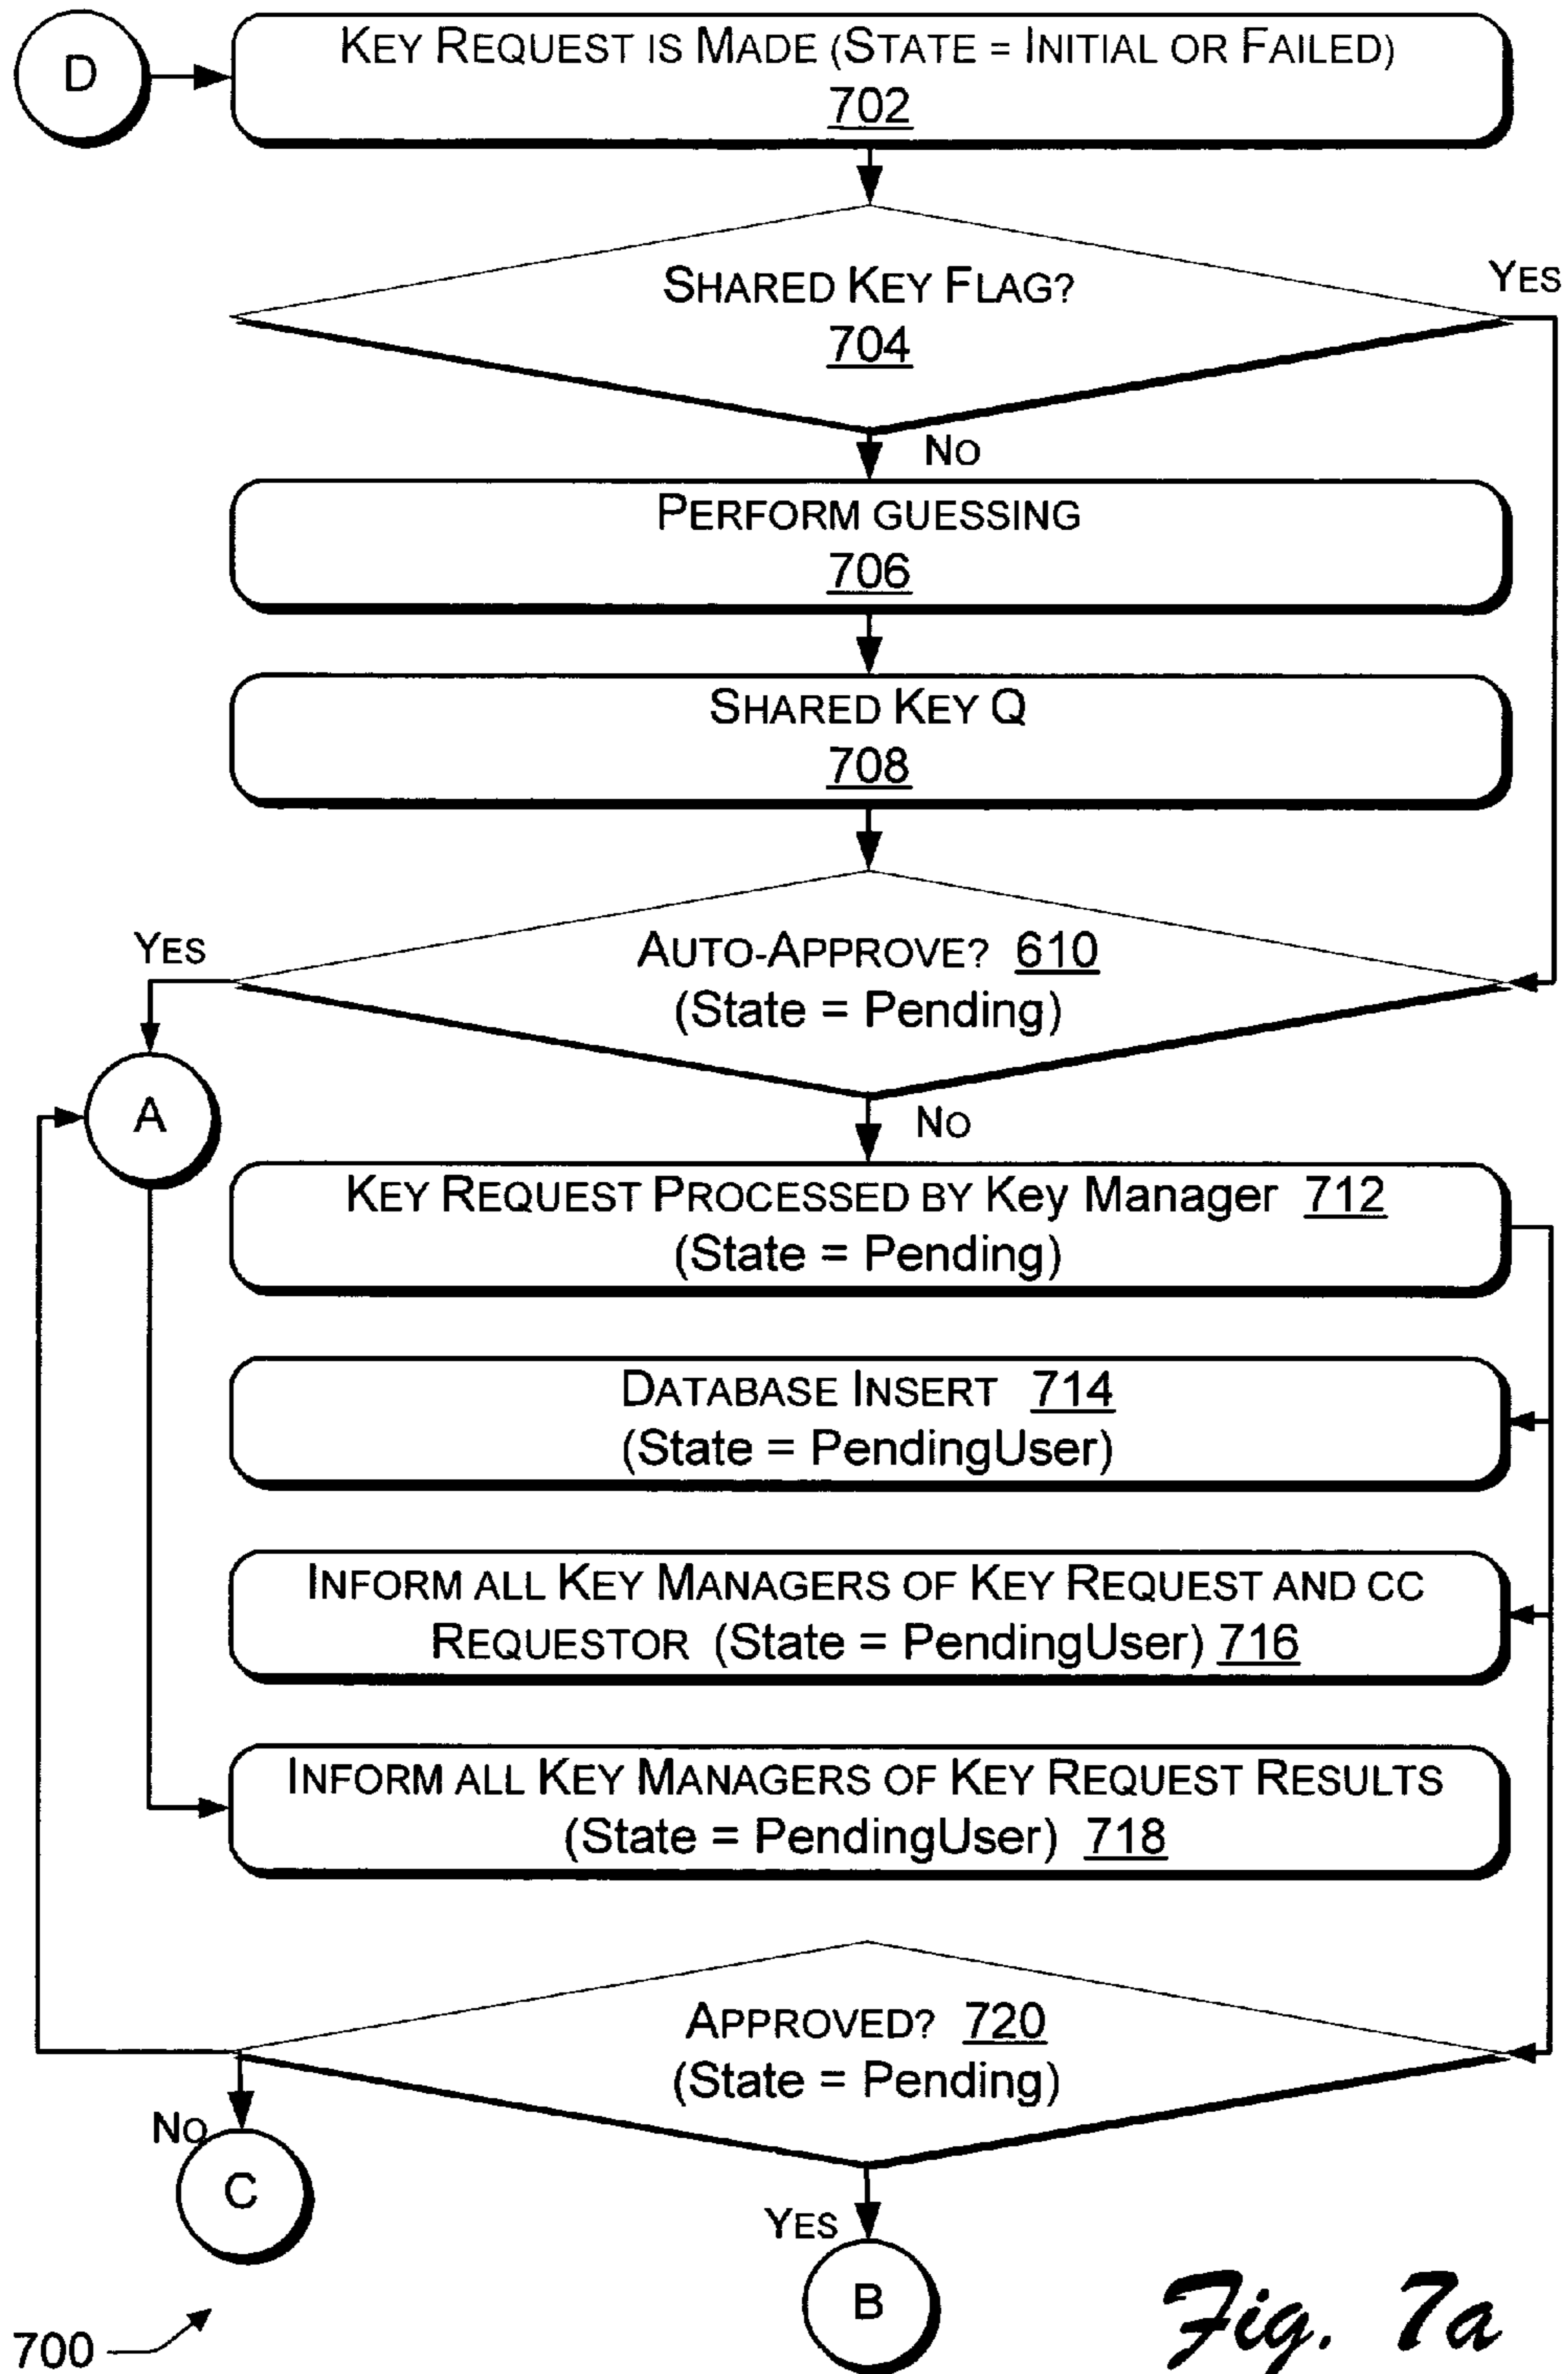 D
KEY REQUEST IS MADE (STATE = INITIAL OR FAILED)
702
SHARED KEY FLAG?
704
YES
NO
PERFORM GUESSING
706
SHARED KEY Q
708
YES
AUTO-APPROVE? 610
(State = Pending)
A
NO
KEY REQUEST PROCESSED BY Key Manager 712
(State = Pending)
DATABASE INSERT 714
(State = PendingUser)
INFORM ALL KEY MANAGERS OF KEY REQUEST AND CC
REQUESTOR (State = PendingUser) 716
INFORM ALL KEY MANAGERS OF KEY REQUEST RESULTS
(State = PendingUser) 718
APPROVED? 720
(State = Pending)
NO
C
YES
B
700
Fig. 7a